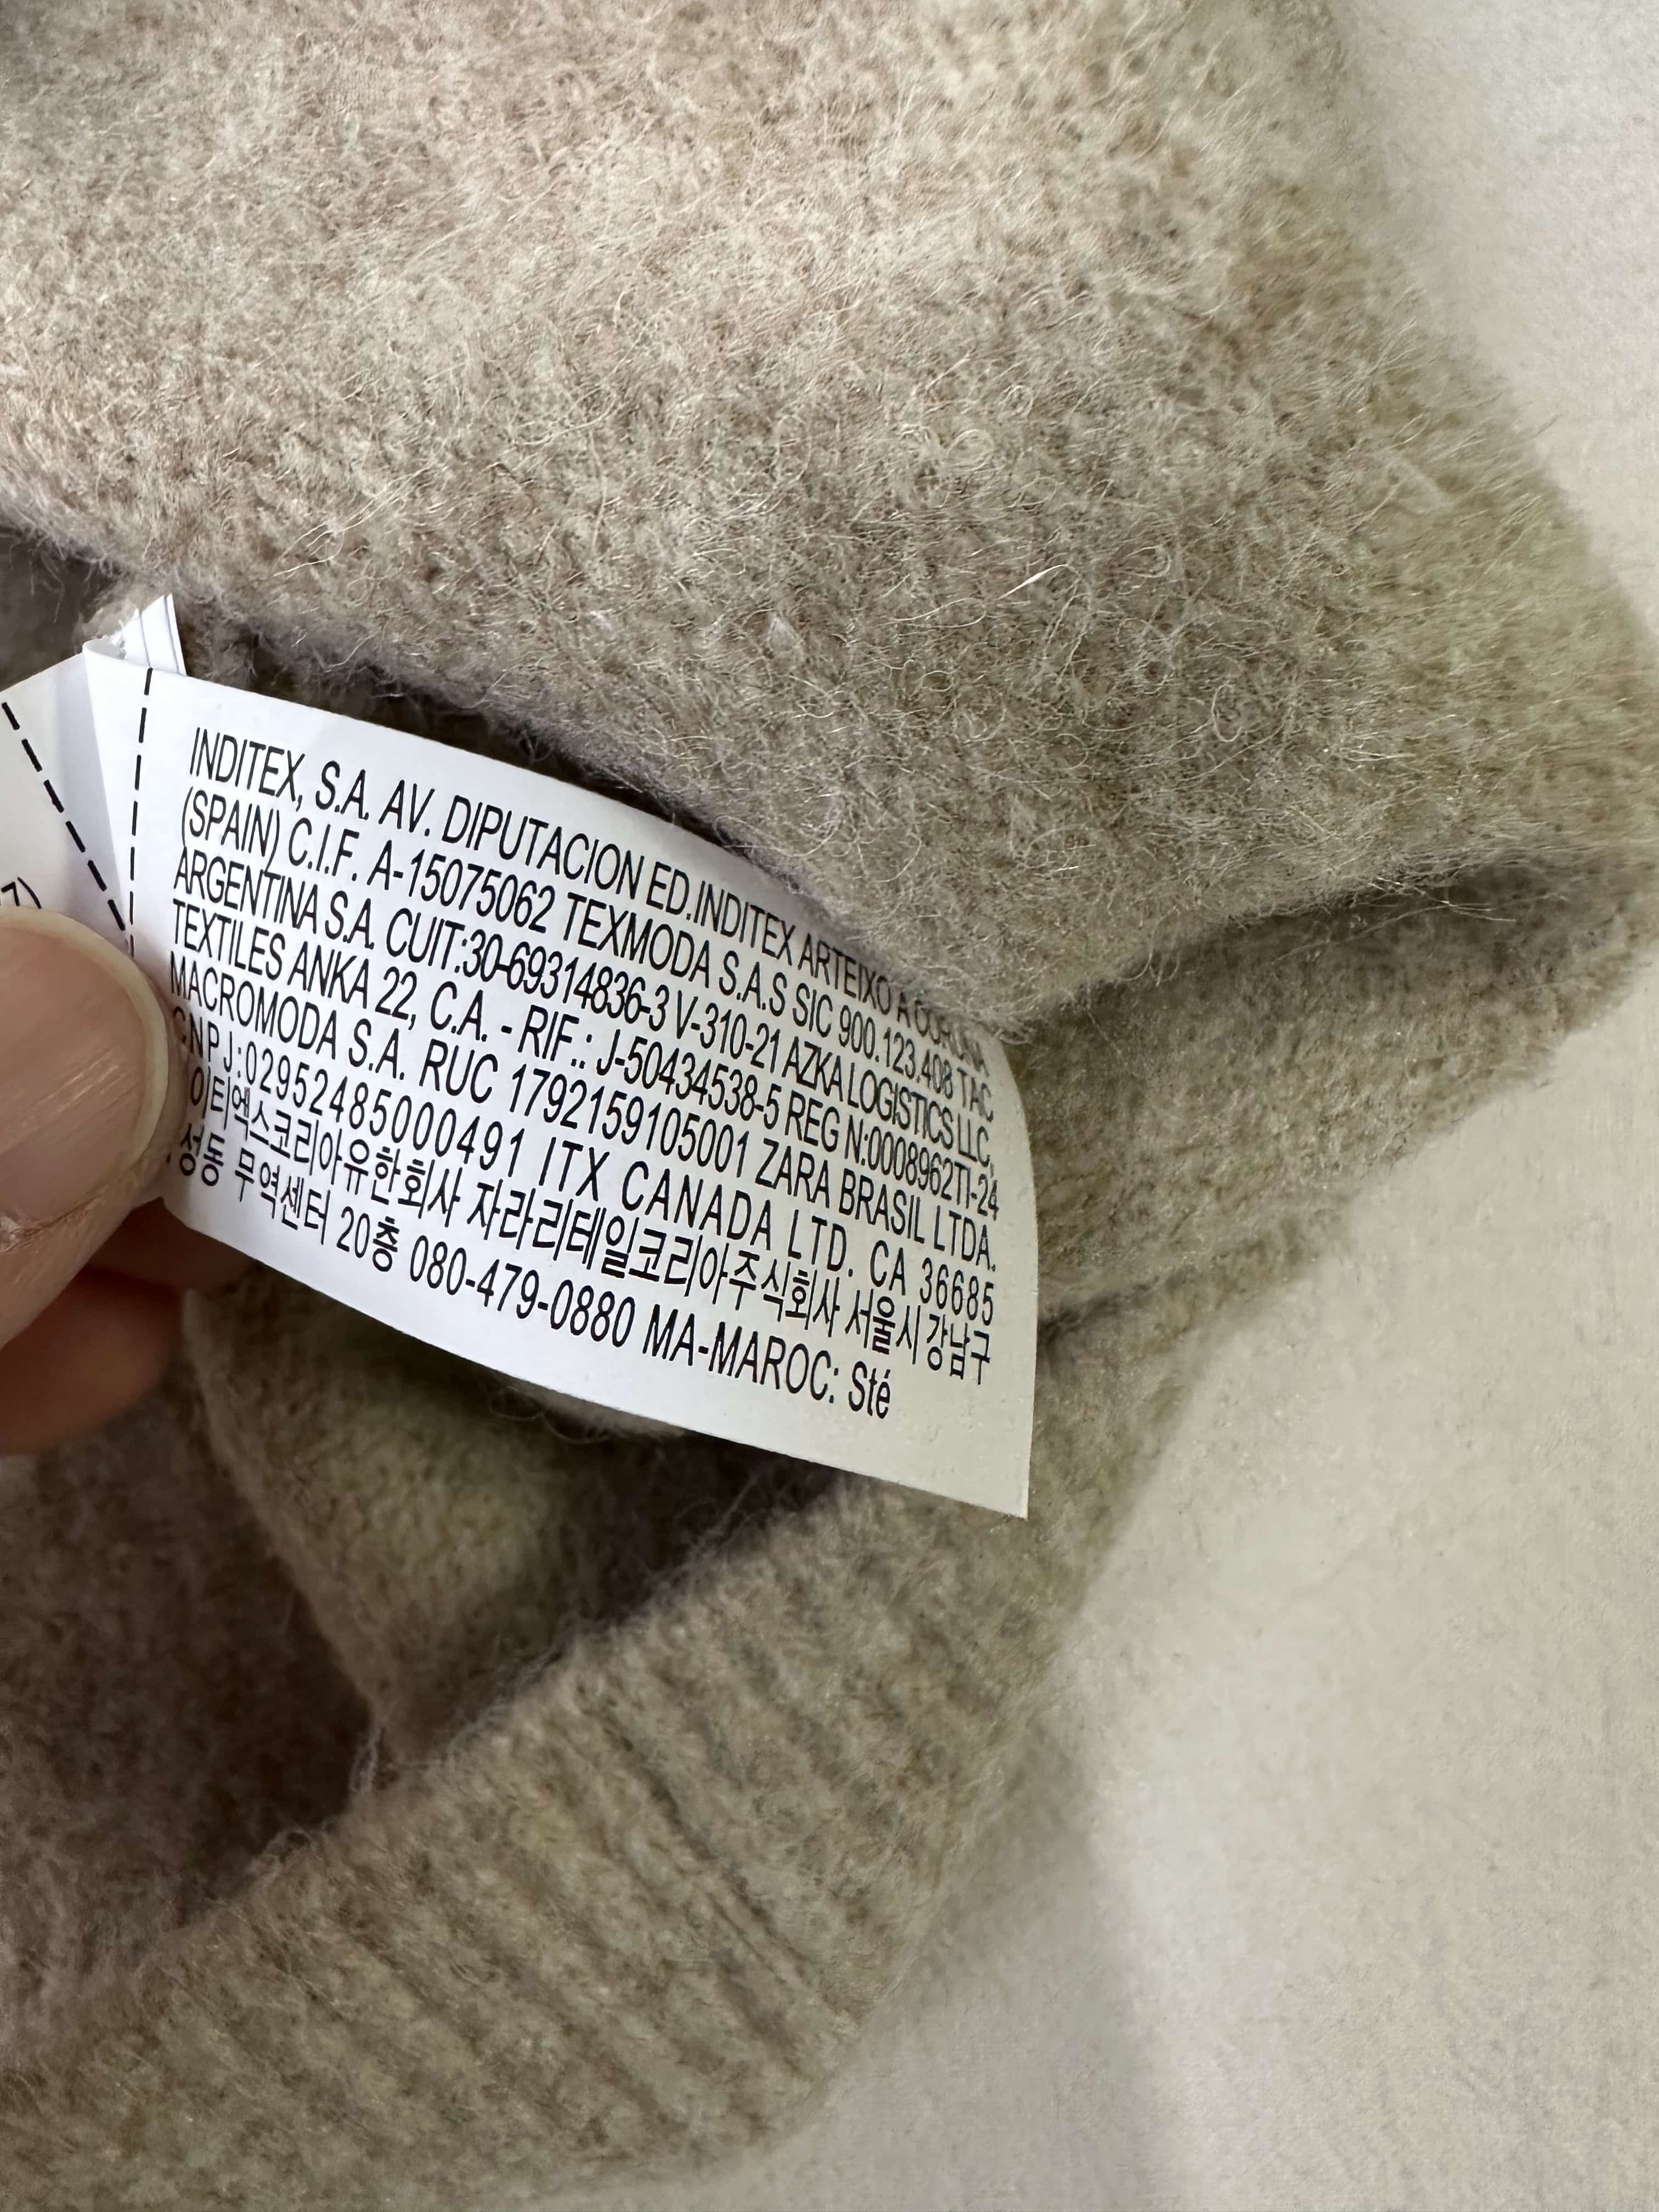 7)
INDITEX, S.A. AV. DIPUTACION ED.INDITEX ARTEIXO A CORUNA
(SPAIN) C.I.F. A-15075062 TEXMODA S.A.S SIC 900.123.408 TAC
ARGENTINA S.A. CUIT:30-69314836-3 V-310-21 AZKA LOGISTICS LLC,
TEXTILES ANKA 22, C.A. - RIF.: J-50434538-5 REG N:0008962TI-24
MACROMODA S.A. RUC 1792159105001 ZARA BRASIL LTDA.
CNPJ:02952485000491 ITX CANADA LTD. CA 36685
이티엑스코리아유한회사 자라리테일코리아주식회사 서울시 강남구
성동 무역센터 20층 080-479-0880 MA-MAROC: Sté